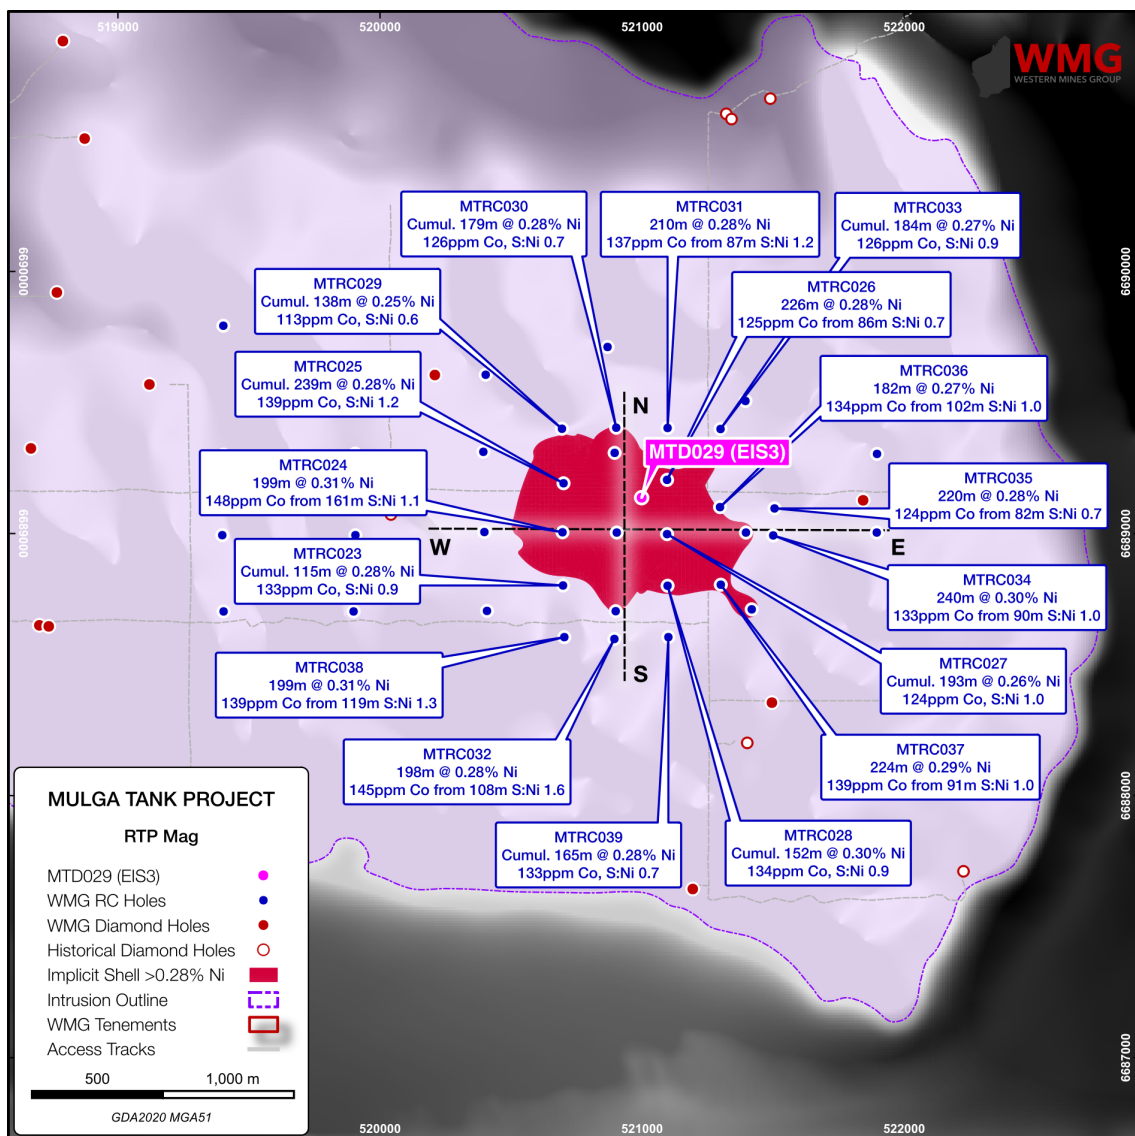 519000
520000
521000
522000
WMG
WESTERN MINES GROUP
6690000
6690000
6689000
6689000
6688000
6687000
MTRC030
Cumul. 179m @ 0.28% Ni
126ppm Co, S:Ni 0.7
MTRC031
210m @ 0.28% Ni
137ppm Co from 87m S:Ni 1.2
MTRC033
Cumul. 184m @ 0.27% Ni
126ppm Co, S:Ni 0.9
MTRC029
Cumul. 138m @ 0.25% Ni
113ppm Co, S:Ni 0.6
MTRC026
226m @ 0.28% Ni
125ppm Co from 86m S:Ni 0.7
MTRC025
Cumul. 239m @ 0.28% Ni
139ppm Co, S:Ni 1.2
MTRC036
182m @ 0.27% Ni
134ppm Co from 102m S:Ni 1.0
N
MTD029 (EIS3)
MTRC024
199m @ 0.31% Ni
148ppm Co from 161m S:Ni 1.1
MTRC035
220m @ 0.28% Ni
124ppm Co from 82m S:Ni 0.7
W
E
MTRC023
Cumul. 115m @ 0.28% Ni
133ppm Co, S:Ni 0.9
MTRC034
240m @ 0.30% Ni
133ppm Co from 90m S:Ni 1.0
MTRC038
199m @ 0.31% Ni
139ppm Co from 119m S:Ni 1.3
S
MTRC027
Cumul. 193m @ 0.26% Ni
124ppm Co, S:Ni 1.0
MTRC032
198m @ 0.28% Ni
145ppm Co from 108m S:Ni 1.6
MTRC037
224m @ 0.29% Ni
139ppm Co from 91m S:Ni 1.0
MTRC039
Cumul. 165m @ 0.28% Ni
133ppm Co, S:Ni 0.7
MTRC028
Cumul. 152m @ 0.30% Ni
134ppm Co, S:Ni 0.9
MULGA TANK PROJECT
RTP Mag
MTD029 (EIS3)
WMG RC Holes
WMG Diamond Holes
Historical Diamond Holes
Implicit Shell >0.28% Ni
Intrusion Outline
WMG Tenements
Access Tracks
500
1,000 m
GDA2020 MGA51
520000
521000
522000